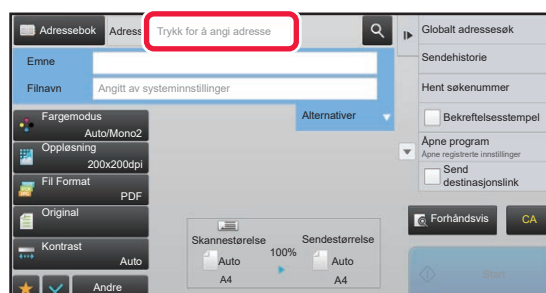 Adressebok
Adress
Trykk for å angi adresse
Emne
Filnavn
Angitt av systeminnstillinger
Alternativer
Fargemodus
Auto/Mono2
Oppløsning
200x200dpi
Fil Format
PDF
Original
Kontrast
Auto
Andre
Skannestørelse
Auto
A4
100%
Sendestørrelse
Auto
A4
Globalt adressesøk
Sendehistorie
Hent søkenummer
Bekreftelsesstempel
Åpne program
Åpne registrerte innstillinger
Send
destinasjonslink
Forhåndsvis
CA
Start